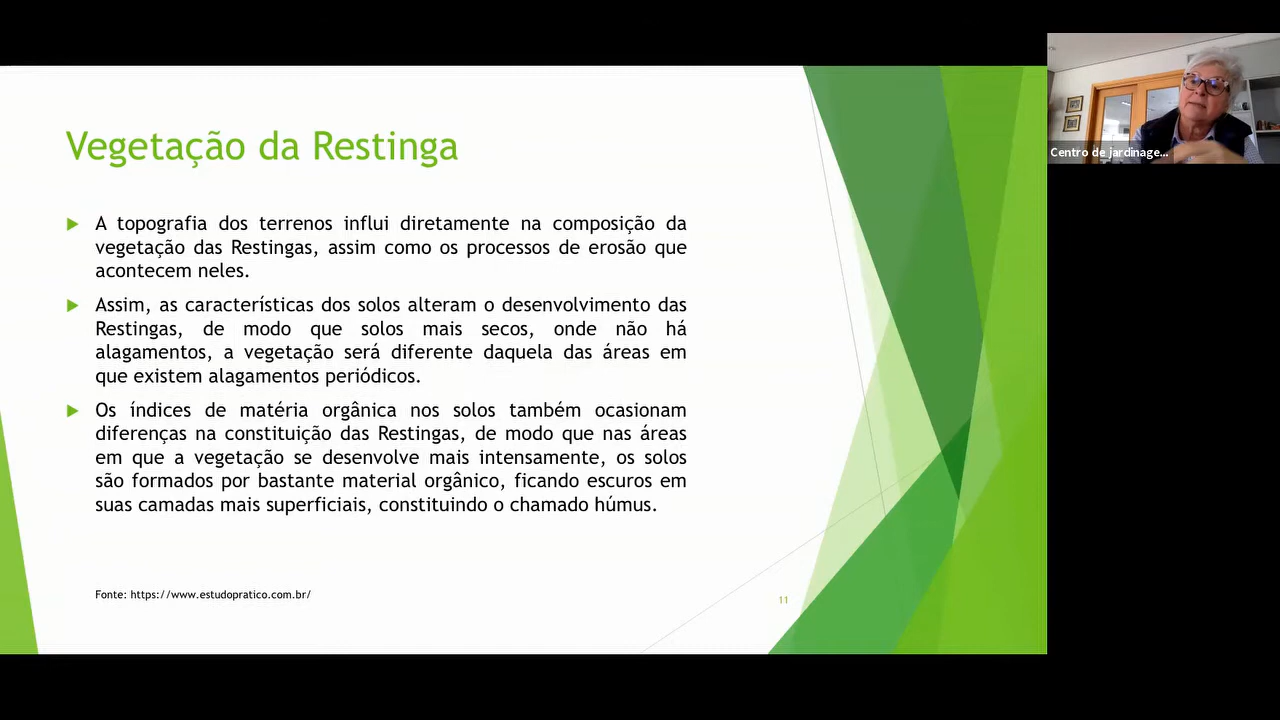 Vegetação da Restinga
A topografia dos terrenos influi diretamente na composição da
vegetação das Restingas, assim como os processos de erosão que
acontecem neles.
Assim, as características dos solos alteram o desenvolvimento das
Restingas, de modo que solos mais secos, onde não há
alagamentos, a vegetação será diferente daquela das áreas em
que existem alagamentos periódicos.
Os índices de matéria orgânica nos solos também ocasionam
diferenças na constituição das Restingas, de modo que nas áreas
em que a vegetação se desenvolve mais intensamente, os solos
são formados por bastante material orgânico, ficando escuros em
suas camadas mais superficiais, constituindo o chamado húmus.
Fonte: https://www.estudopratico.com.br/
11
Centro de jardinage...